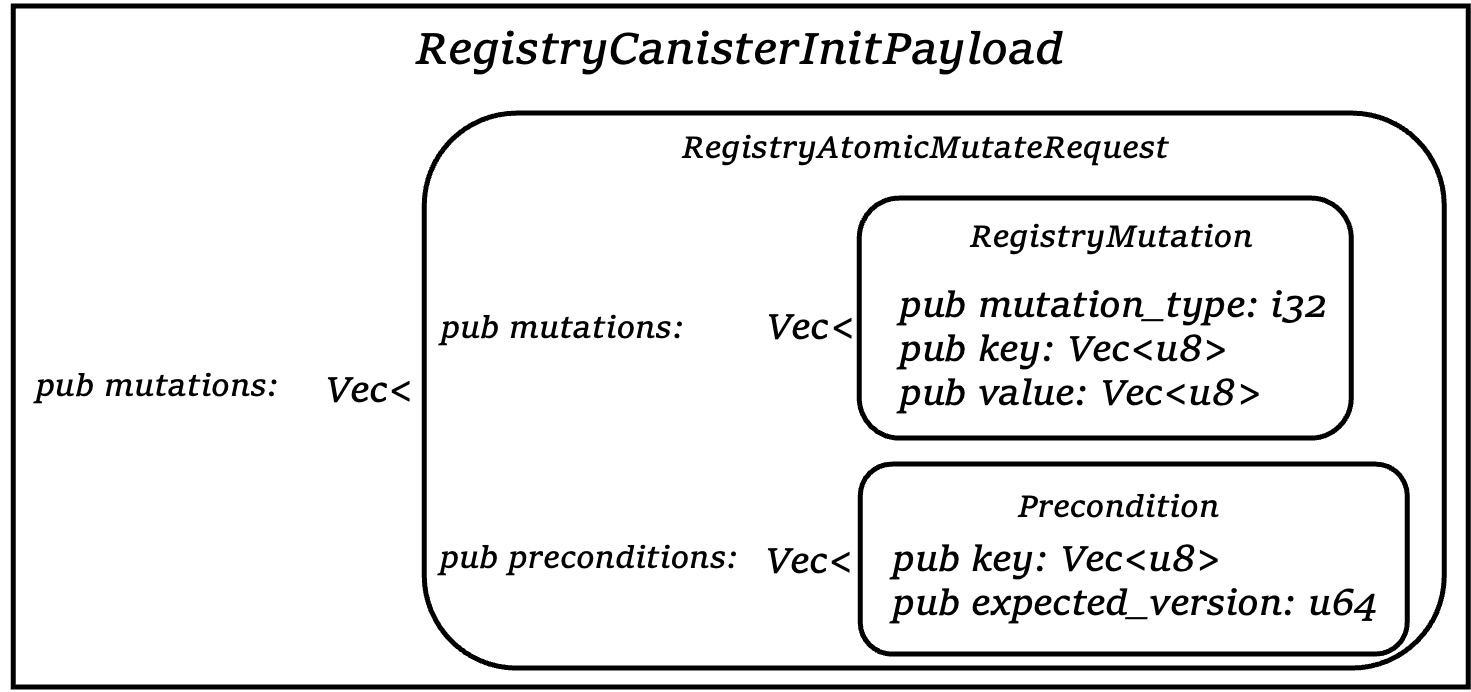 RegistryCanisterInitPayload
RegistryAtomicMutateRequest
RegistryMutation
pub mutation_type: i32
pub mutations: Vec<
pub key: Vec<u8>
pub value: Vec<u8>
pub mutations: Vec<
Precondition
pub preconditions: Vec<
pub key: Vec<u8>
pub expected_version: u64